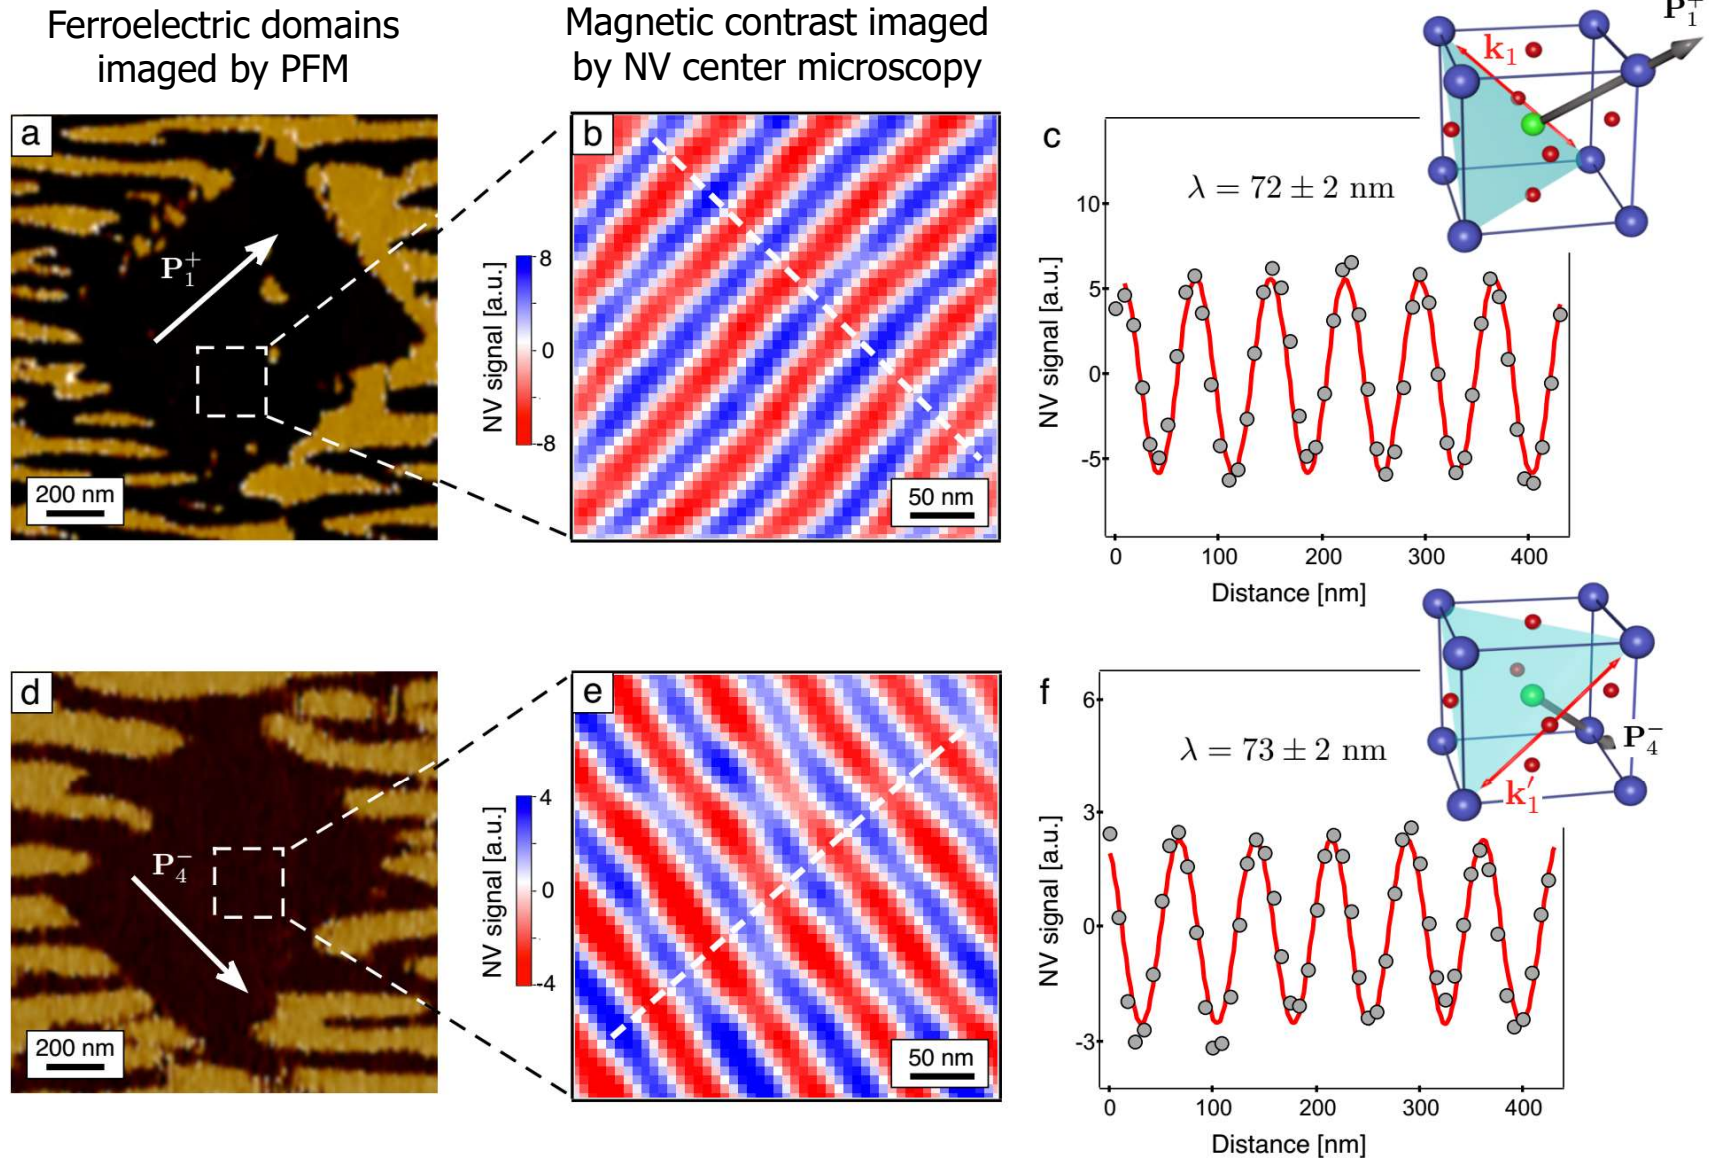 Ferroelectric domains
imaged by PFM
Magnetic contrast imaged
by NV center microscopy
a
P₁⁺
200 nm
NV signal [a.u.]
8
0
-8
b
50 nm
c
λ = 72 ± 2 nm
NV signal [a.u.]
10
5
0
-5
0
100
200
300
400
Distance [nm]
k₁
P₁⁺
d
P₄⁻
200 nm
NV signal [a.u.]
4
2
0
-4
e
50 nm
f
λ = 73 ± 2 nm
NV signal [a.u.]
6
3
0
-3
0
100
200
300
400
Distance [nm]
P₄⁻
k₁′